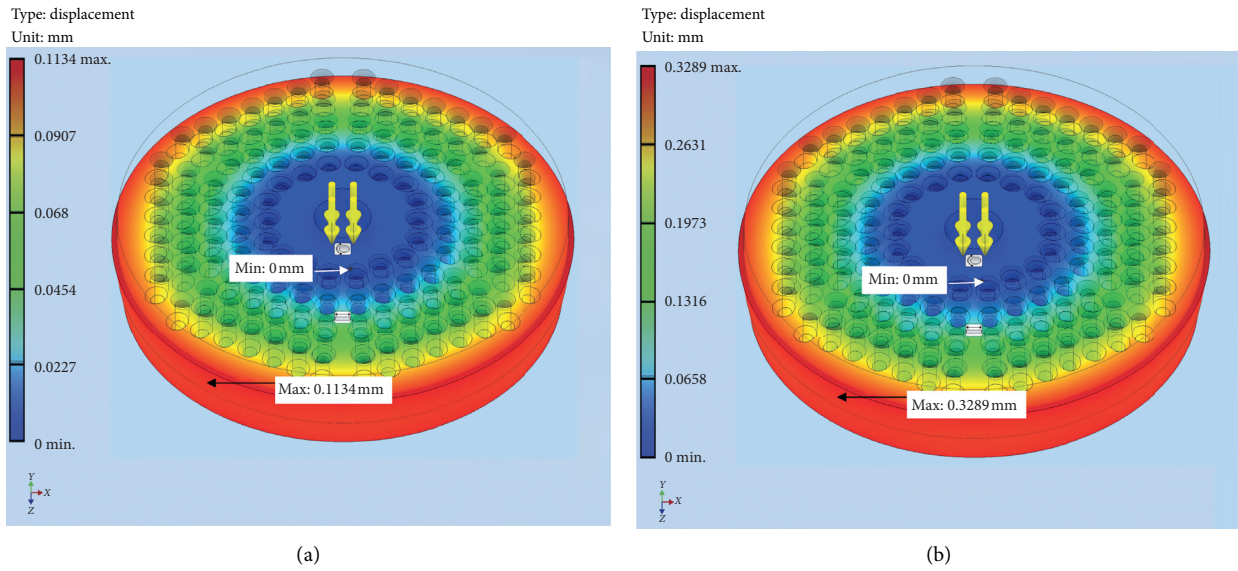 Type: displacement
Unit: mm
0.1134 max.
0.0907
0.068
0.0454
0.0227
0 min.
Min: 0 mm
Max: 0.1134 mm
Y
X
Z
(a)
Type: displacement
Unit: mm
0.3289 max.
0.2631
0.1973
0.1316
0.0658
0 min.
Min: 0 mm
Max: 0.3289 mm
Y
X
Z
(b)